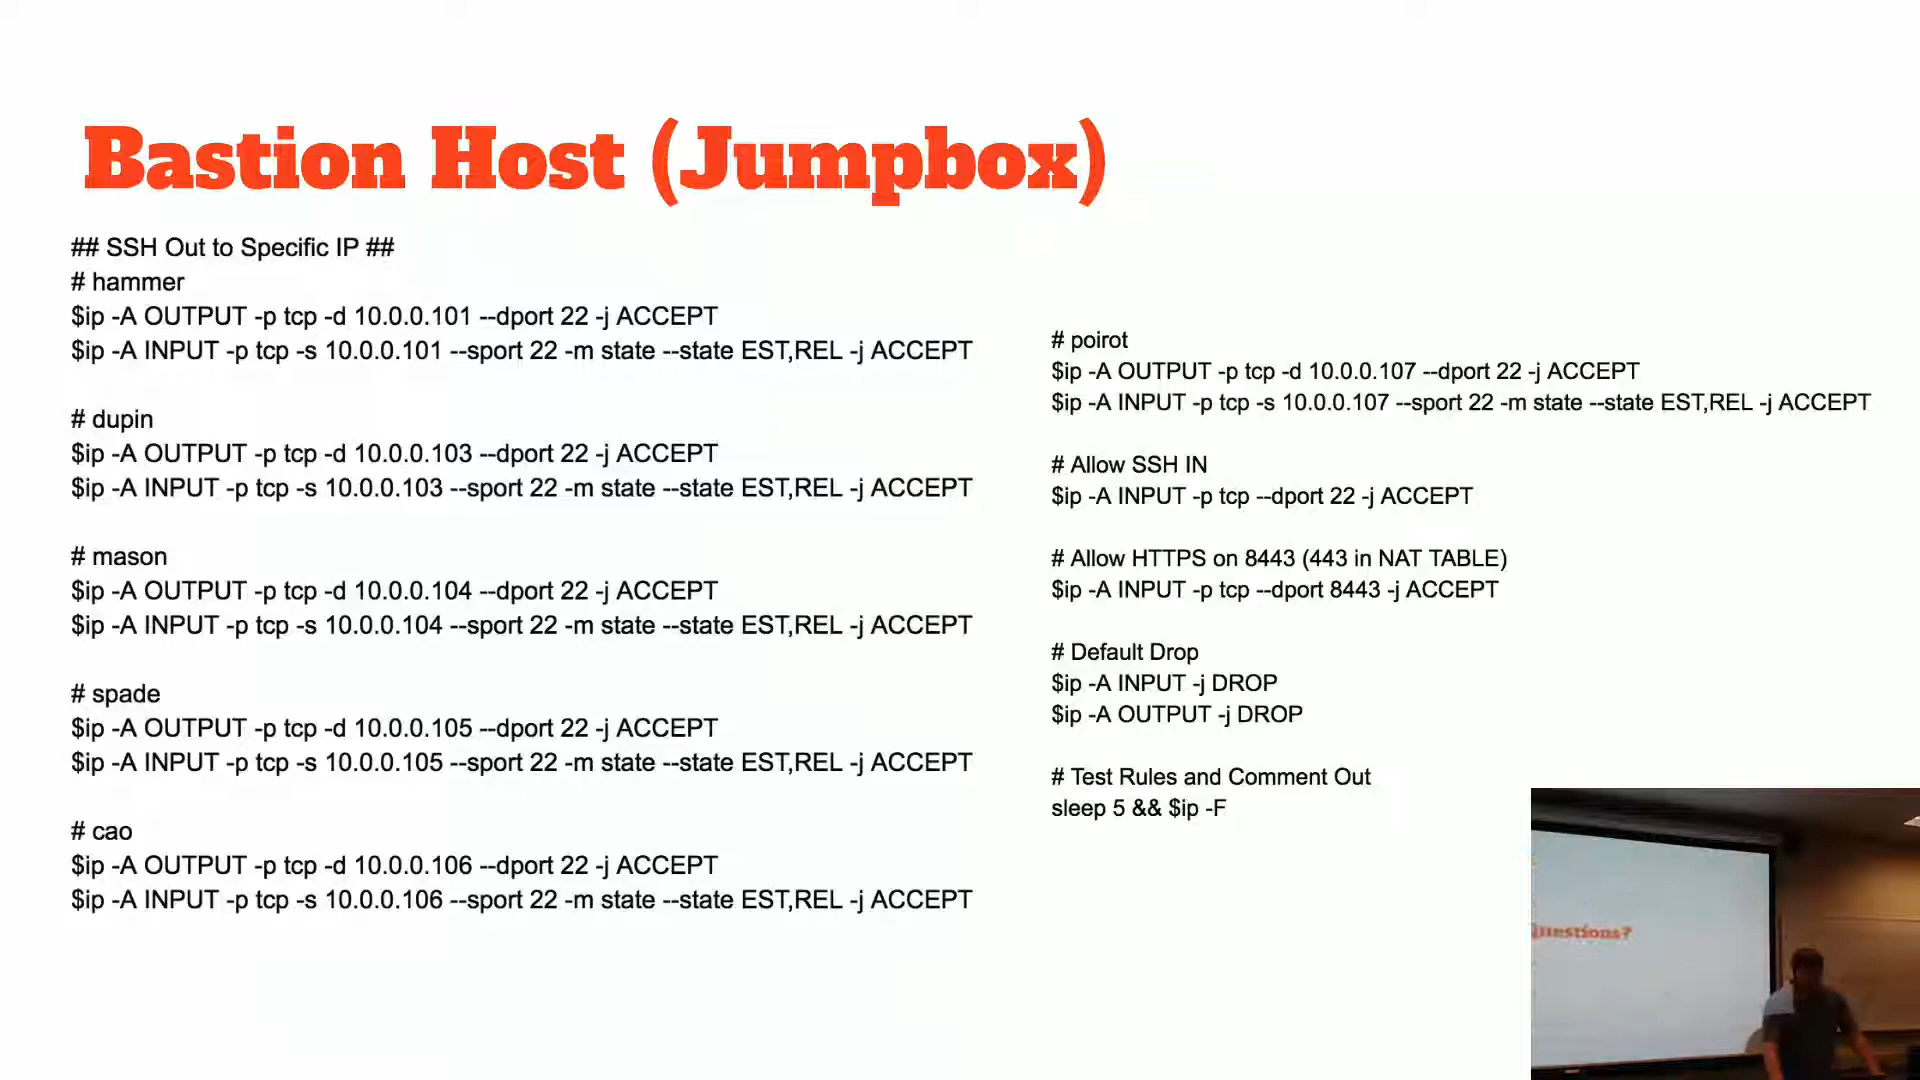 Bastion Host (Jumpbox)
## SSH Out to Specific IP ##
# hammer
$ip -A OUTPUT -p tcp -d 10.0.0.101 --dport 22 -j ACCEPT
$ip -A INPUT -p tcp -s 10.0.0.101 --sport 22 -m state --state EST,REL -j ACCEPT
# dupin
$ip -A OUTPUT -p tcp -d 10.0.0.103 --dport 22 -j ACCEPT
$ip -A INPUT -p tcp -s 10.0.0.103 --sport 22 -m state --state EST,REL -j ACCEPT
# mason
$ip -A OUTPUT -p tcp -d 10.0.0.104 --dport 22 -j ACCEPT
$ip -A INPUT -p tcp -s 10.0.0.104 --sport 22 -m state --state EST,REL -j ACCEPT
# spade
$ip -A OUTPUT -p tcp -d 10.0.0.105 --dport 22 -j ACCEPT
$ip -A INPUT -p tcp -s 10.0.0.105 --sport 22 -m state --state EST,REL -j ACCEPT
# cao
$ip -A OUTPUT -p tcp -d 10.0.0.106 --dport 22 -j ACCEPT
$ip -A INPUT -p tcp -s 10.0.0.106 --sport 22 -m state --state EST,REL -j ACCEPT
# poirot
$ip -A OUTPUT -p tcp -d 10.0.0.107 --dport 22 -j ACCEPT
$ip -A INPUT -p tcp -s 10.0.0.107 --sport 22 -m state --state EST,REL -j ACCEPT
# Allow SSH IN
$ip -A INPUT -p tcp --dport 22 -j ACCEPT
# Allow HTTPS on 8443 (443 in NAT TABLE)
$ip -A INPUT -p tcp --dport 8443 -j ACCEPT
# Default Drop
$ip -A INPUT -j DROP
$ip -A OUTPUT -j DROP
# Test Rules and Comment Out
sleep 5 && $ip -F
Questions?